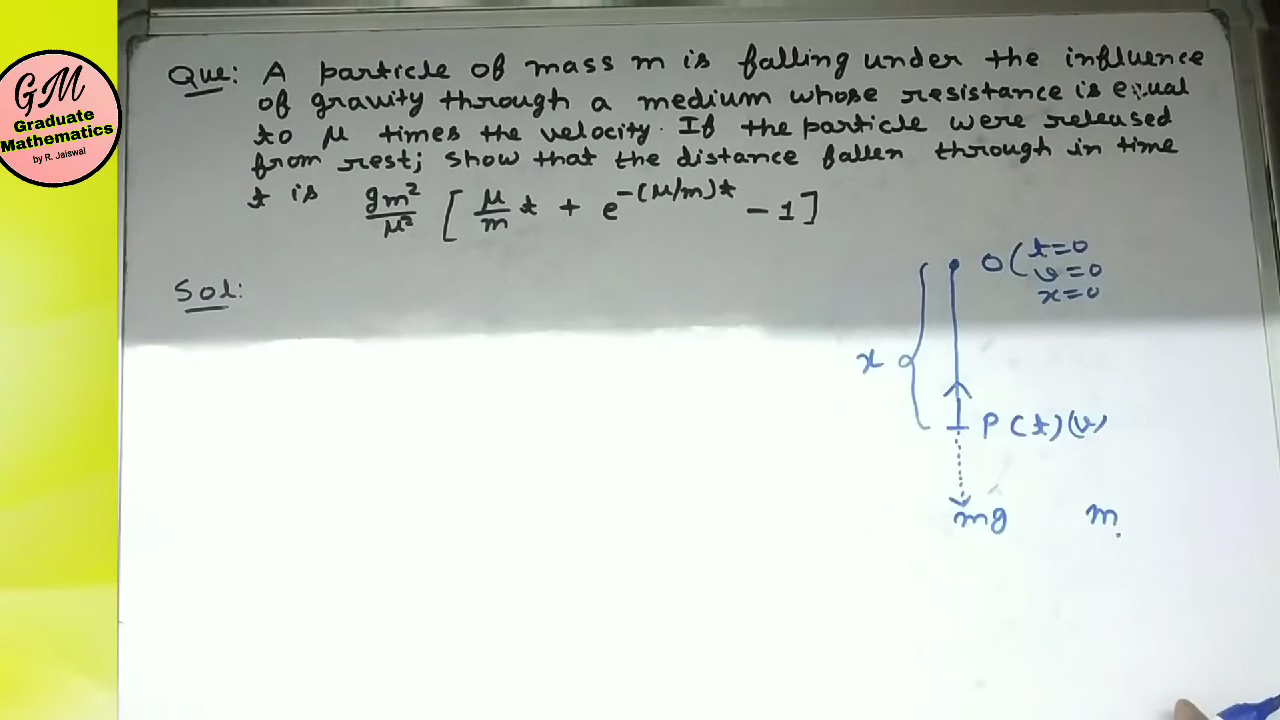 GM
Graduate
Mathematics
by R. Jaiswal
Que: A particle of mass m is falling under the influence
of gravity through a medium whose resistance is equal
to μ times the velocity. If the particle were released
from rest; show that the distance fallen through in time
t is gm²/μ² [ μ/m t + e^-(μ/m)t - 1 ]
Sol:
O (t=0
v=0
x=0
x
P (t)(v)
mg m